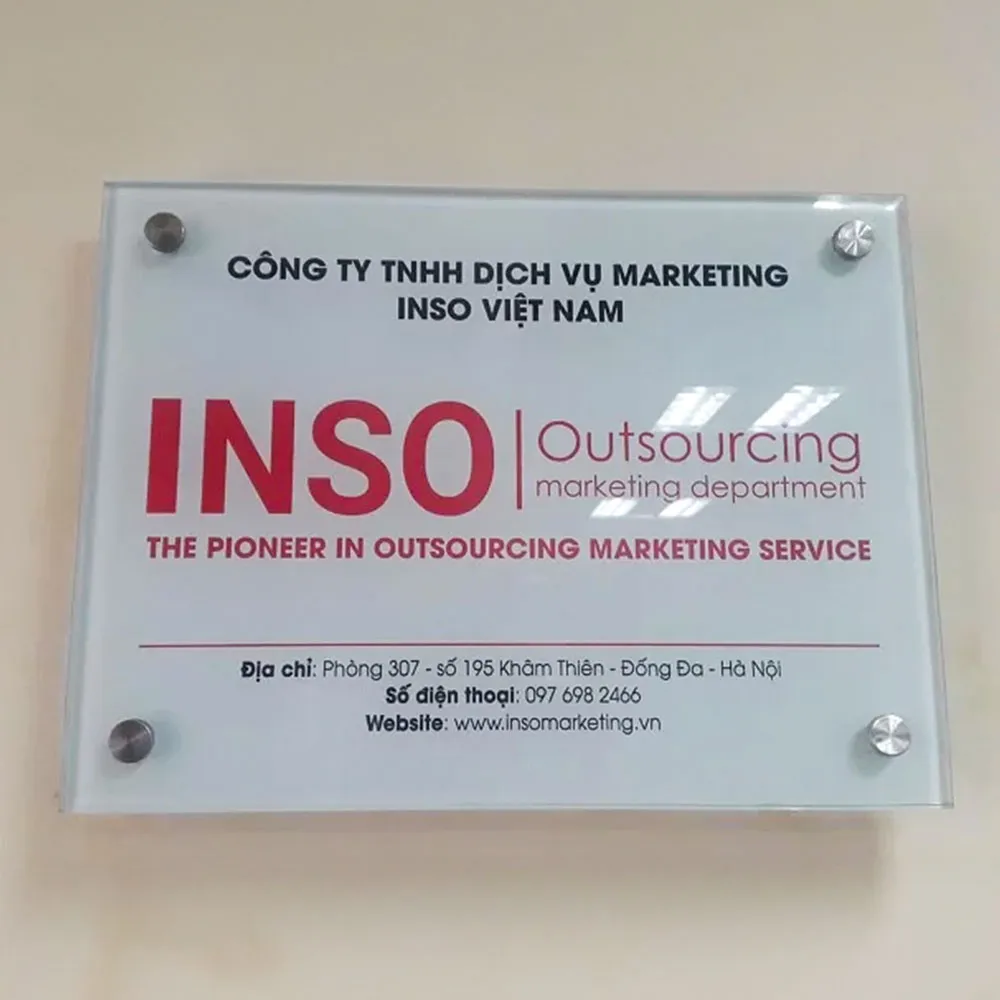 CÔNG TY TNHH DỊCH VỤ MARKETING
INSO VIỆT NAM
INSO
Outsourcing
marketing department
THE PIONEER IN OUTSOURCING MARKETING SERVICE
Địa chỉ: Phòng 307 - số 195 Khâm Thiên - Đống Đa - Hà Nội
Số điện thoại: 097 698 2466
Website: www.insomarketing.vn